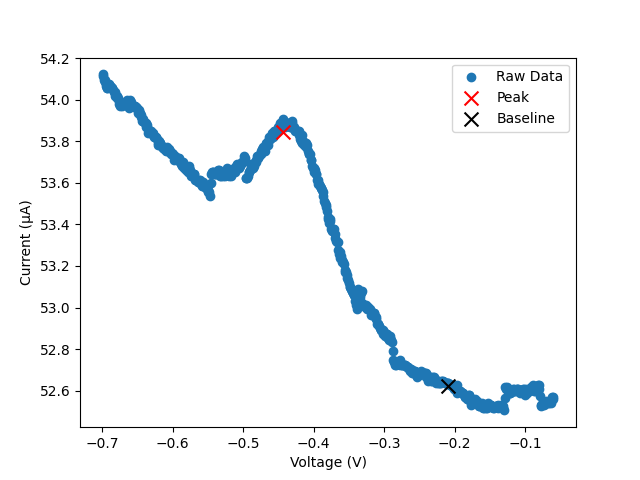 54.2
54.0
53.8
53.6
53.4
53.2
53.0
52.8
52.6
Current (µA)
Raw Data
Peak
Baseline
−0.7 −0.6 −0.5 −0.4 −0.3 −0.2 −0.1
Voltage (V)